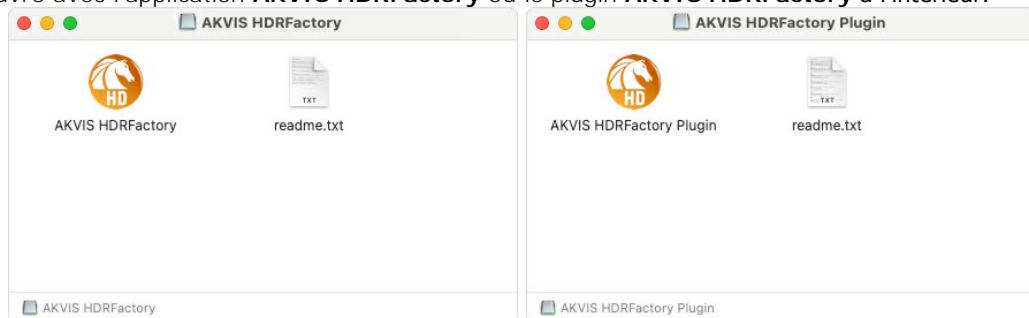 avec l'application AKVIS HDRFactory ou le plugin AKVIS HDRFactory à l'intérieur.
AKVIS HDRFactory
HD
AKVIS HDRFactory
TXT
readme.txt
AKVIS HDRFactory
AKVIS HDRFactory Plugin
HD
AKVIS HDRFactory Plugin
TXT
readme.txt
AKVIS HDRFactory Plugin